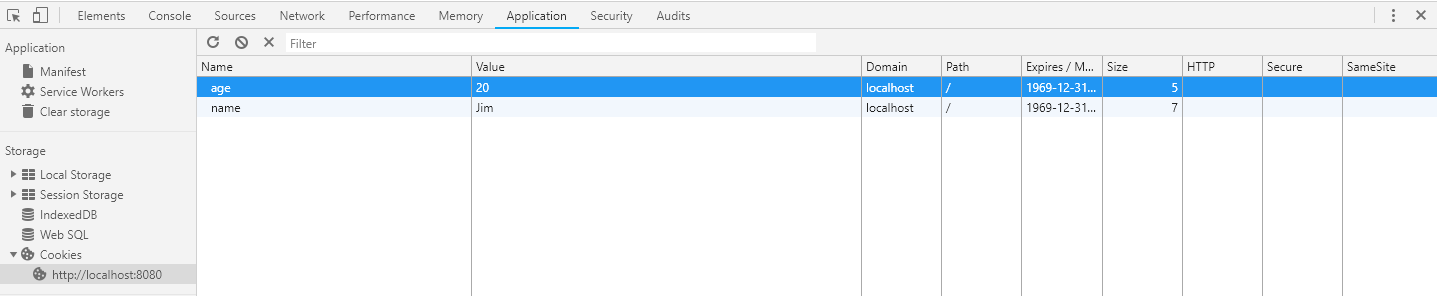 Elements Console Sources Network Performance Memory Application Security Audits
Application
Manifest
Service Workers
Clear storage
Storage
Local Storage
Session Storage
IndexedDB
Web SQL
Cookies
http://localhost:8080
Filter
Name Value Domain Path Expires / M... Size HTTP Secure SameSite
age 20 localhost / 1969-12-31... 5
name Jim localhost / 1969-12-31... 7